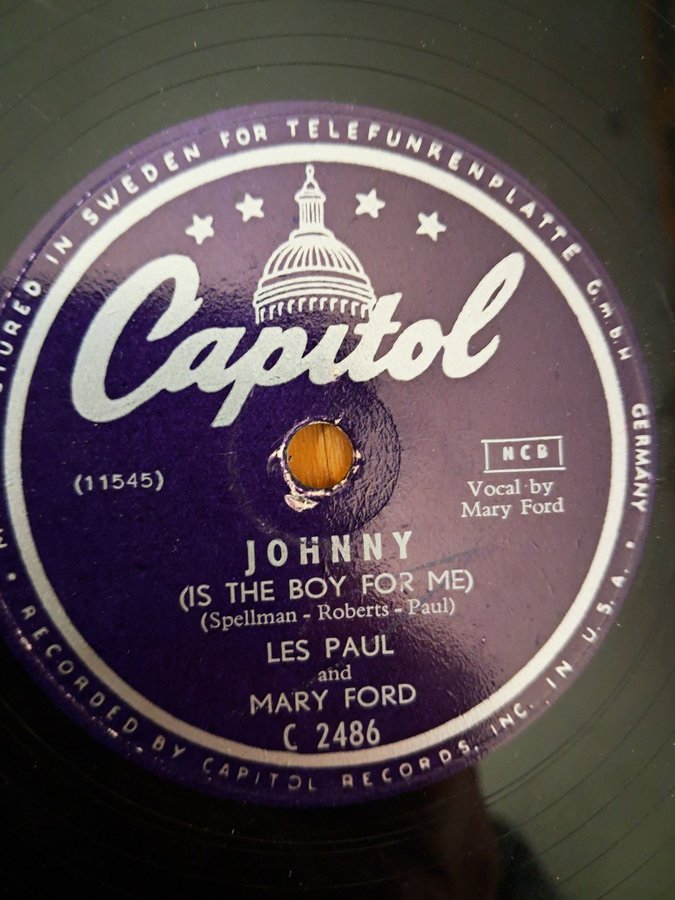 IN SWEDEN FOR TELEFUNKENPLATTE G.m.b.H GERMANY •
Capitol
(11545)
NCB
Vocal by
Mary Ford
JOHNNY
(IS THE BOY FOR ME)
(Spellman - Roberts - Paul)
LES PAUL
and
MARY FORD
C 2486
• RECORDED BY CAPITOL RECORDS, INC. IN U.S.A. •